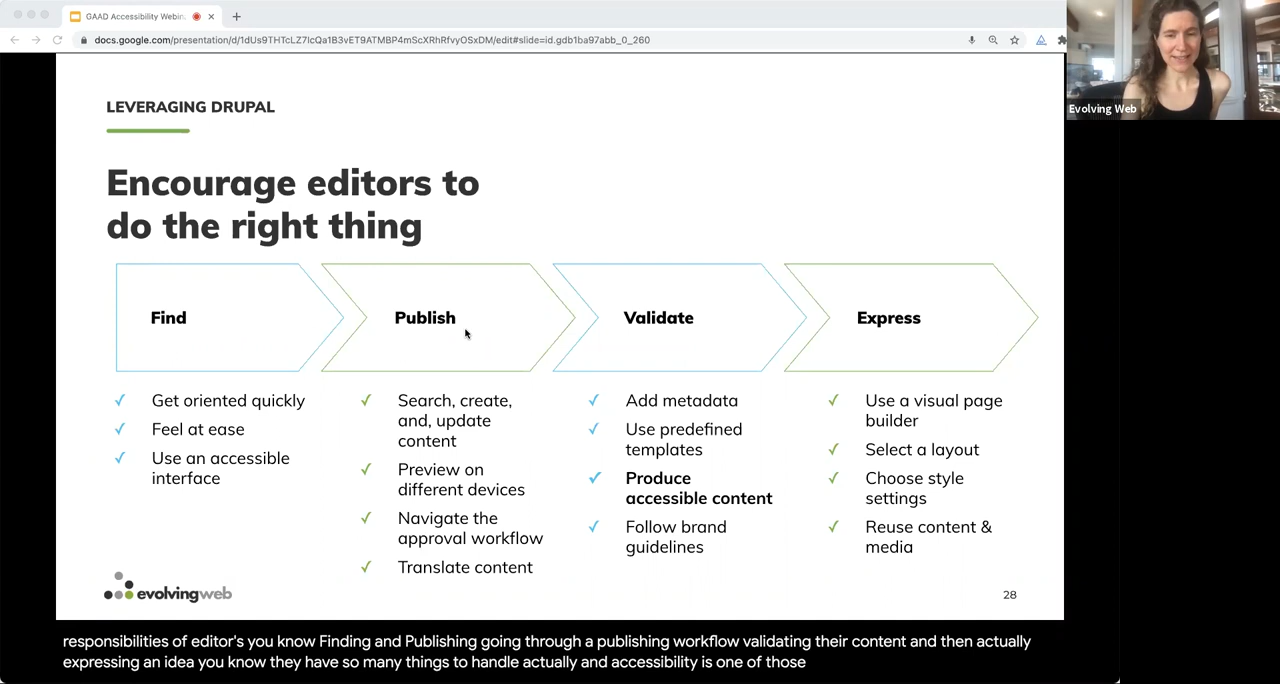 GAAD Accessibility Webin.
docs.google.com/presentation/d/1dUs9THTcLZ7lcQa1B3vET9ATMBP4mScXRhRfvyOSxDM/edit#slide=id.gdb1ba97abb_0_260
Evolving Web
LEVERAGING DRUPAL
Encourage editors to
do the right thing
Find
Publish
Validate
Express
Get oriented quickly
Feel at ease
Use an accessible
interface
Search, create,
and, update
content
Preview on
different devices
Navigate the
approval workflow
Translate content
Add metadata
Use predefined
templates
Produce
accessible content
Follow brand
guidelines
Use a visual page
builder
Select a layout
Choose style
settings
Reuse content &
media
evolvingweb
28
responsibilities of editor's you know Finding and Publishing going through a publishing workflow validating their content and then actually
expressing an idea you know they have so many things to handle actually and accessibility is one of those